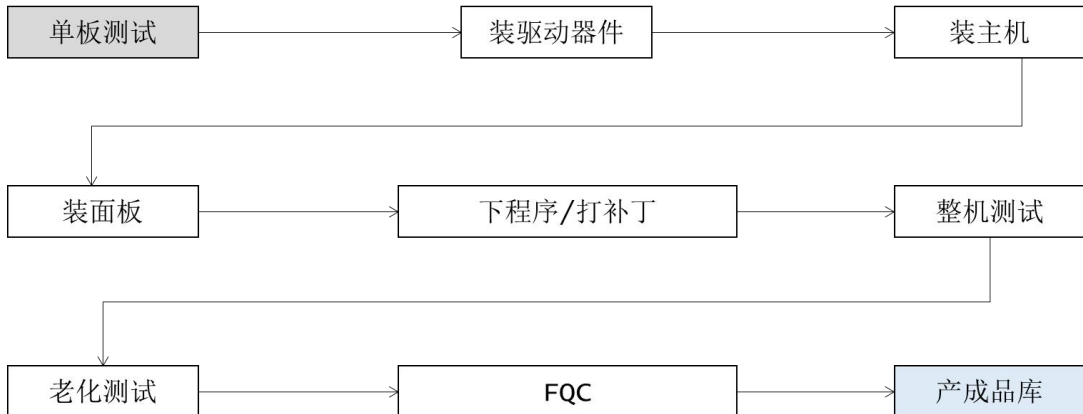 单板测试
装驱动器件
装主机
装面板
下程序/打补丁
整机测试
老化测试
FQC
产成品库